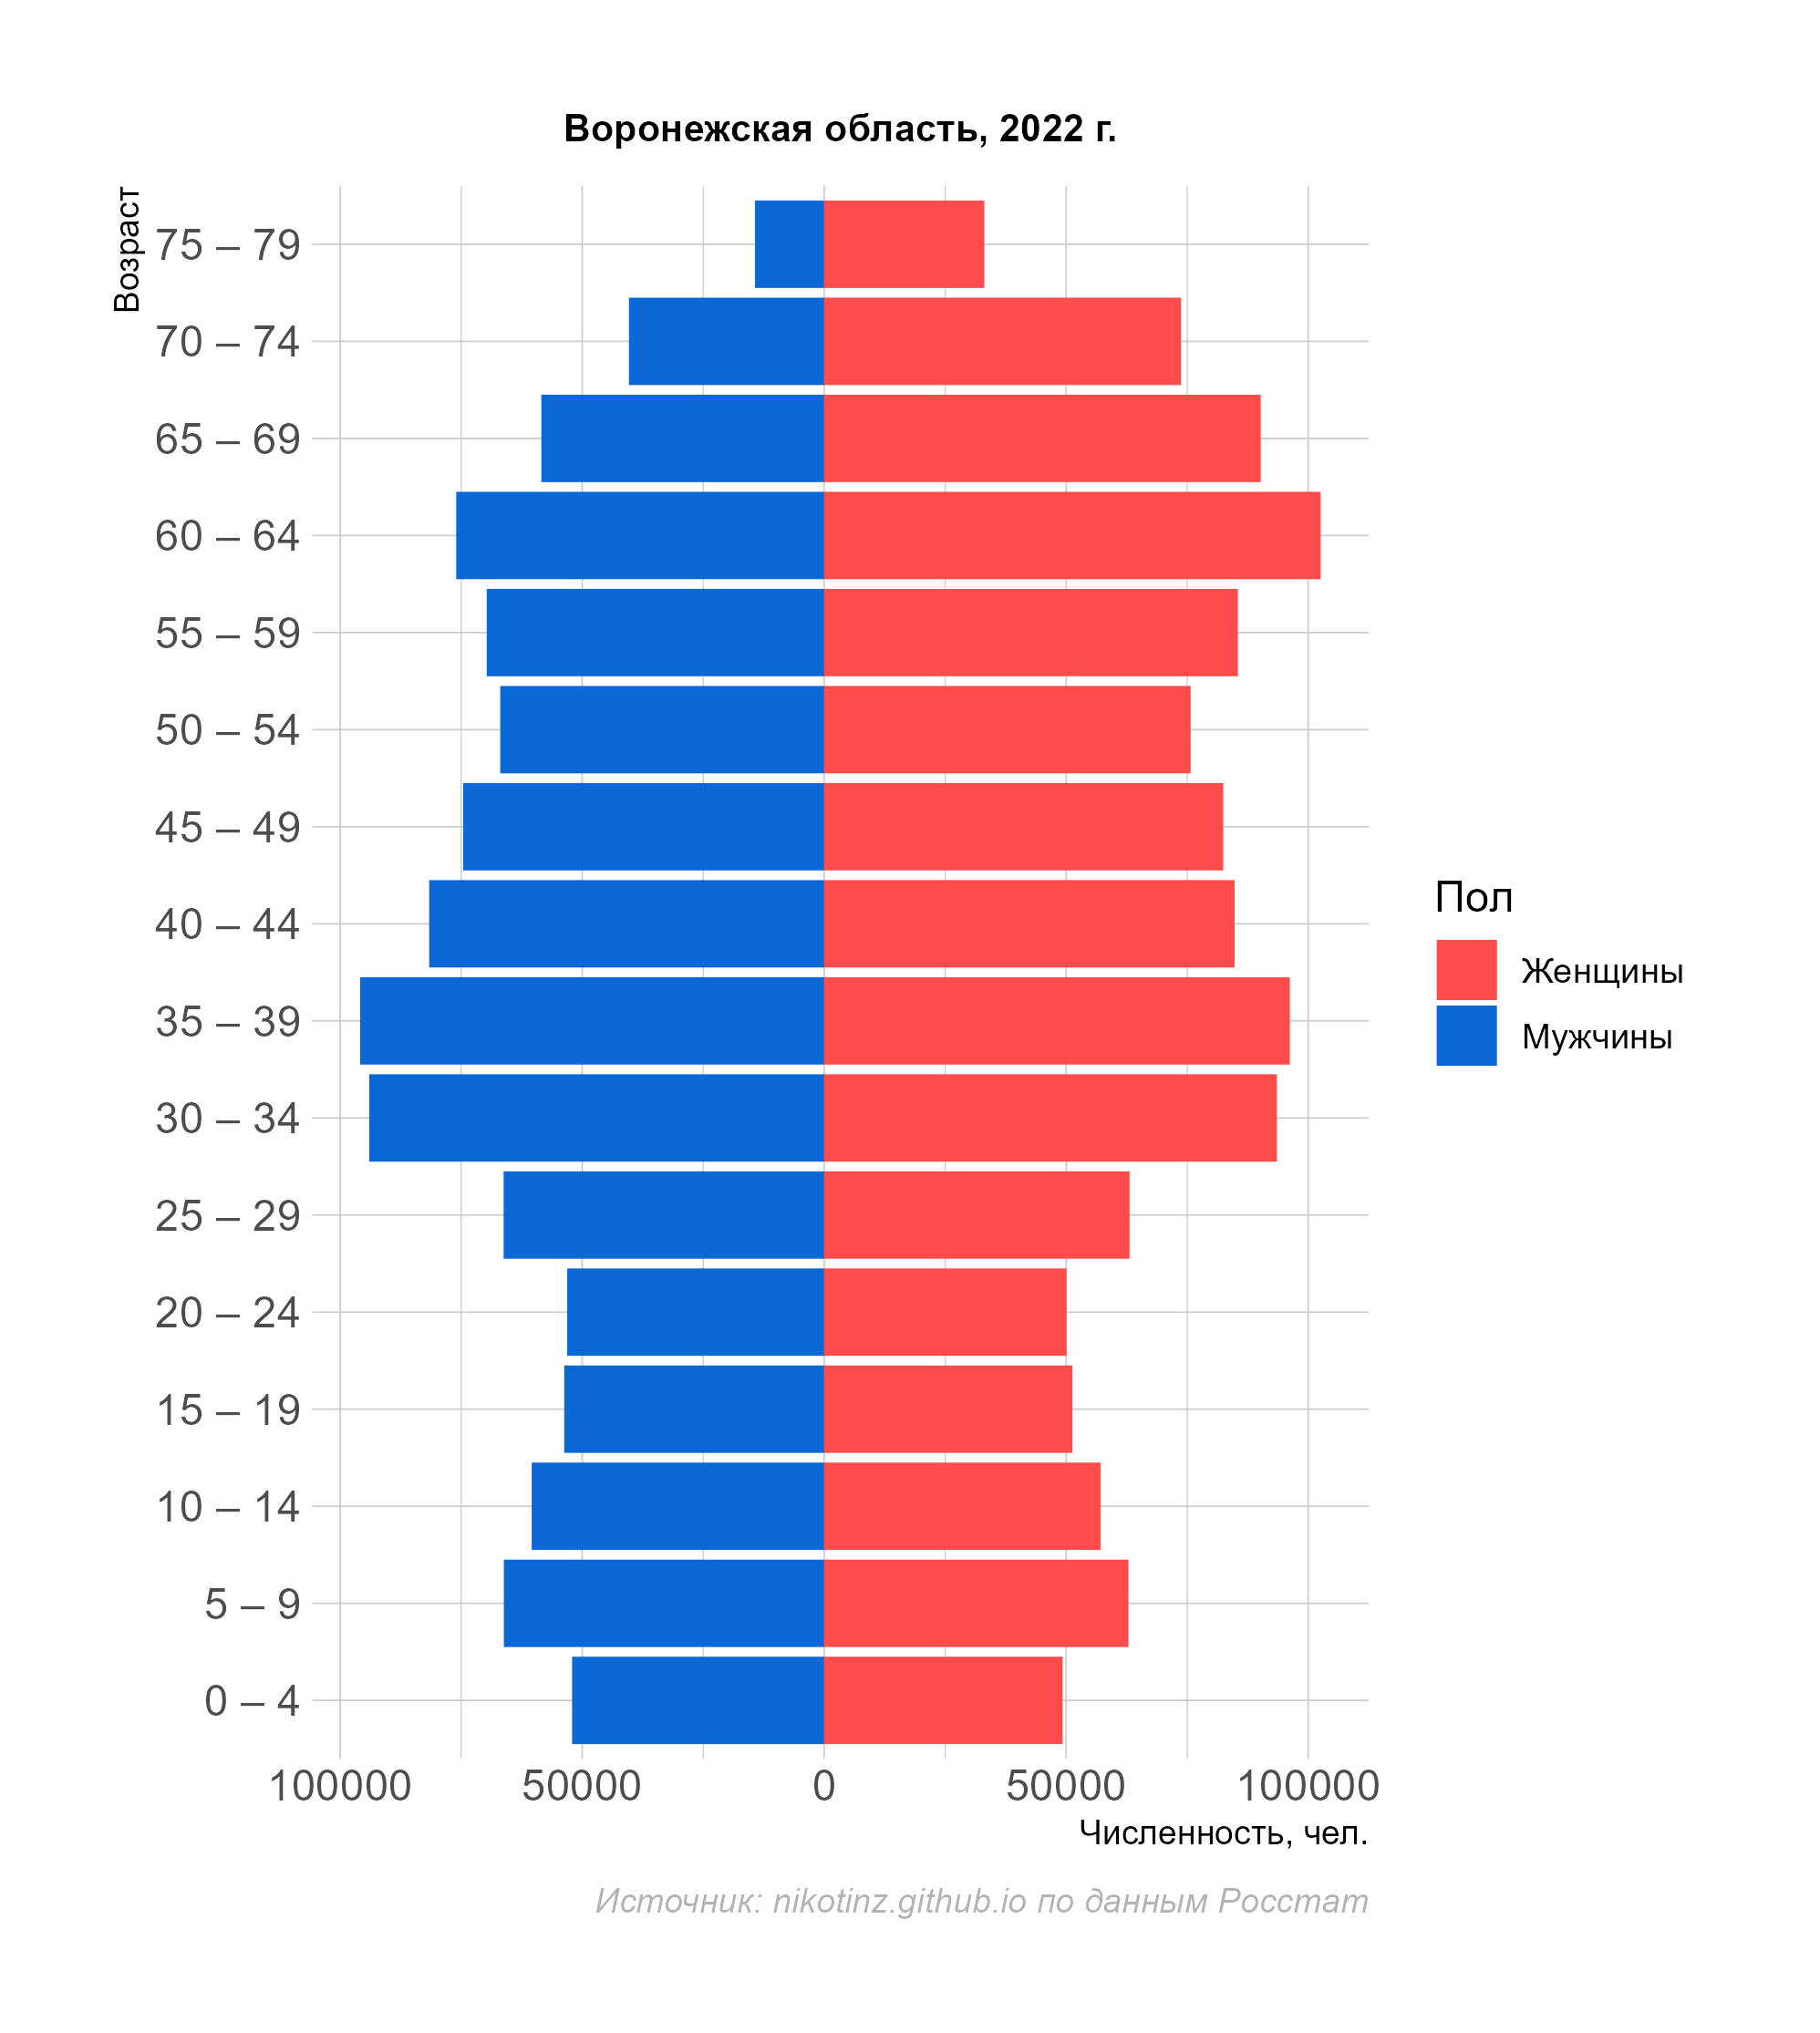 Воронежская область, 2022 г.
Возраст
75 – 79
70 – 74
65 – 69
60 – 64
55 – 59
50 – 54
45 – 49
40 – 44
35 – 39
30 – 34
25 – 29
20 – 24
15 – 19
10 – 14
5 – 9
0 – 4
100000 50000 0 50000 100000
Численность, чел.
Пол
Женщины
Мужчины
Источник: nikotinz.github.io по данным Росстат